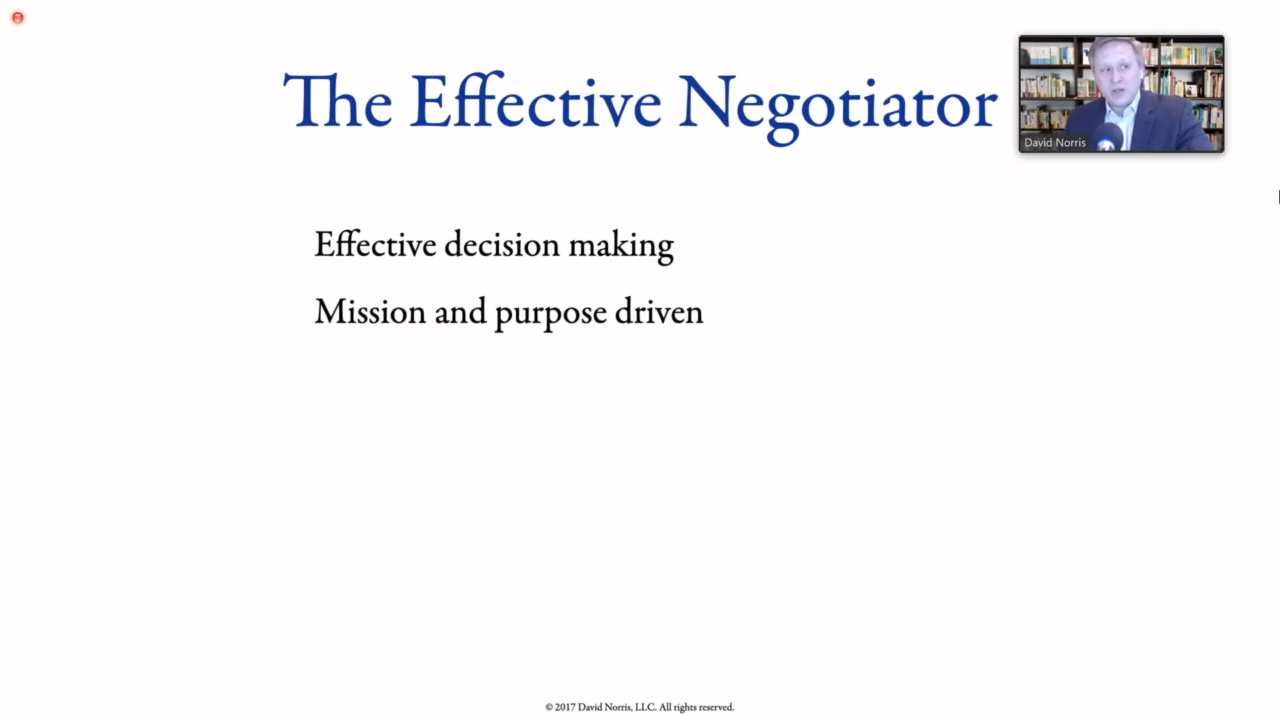 The Effective Negotiator
David Norris
Effective decision making
Mission and purpose driven
© 2017 David Norris, LLC. All rights reserved.